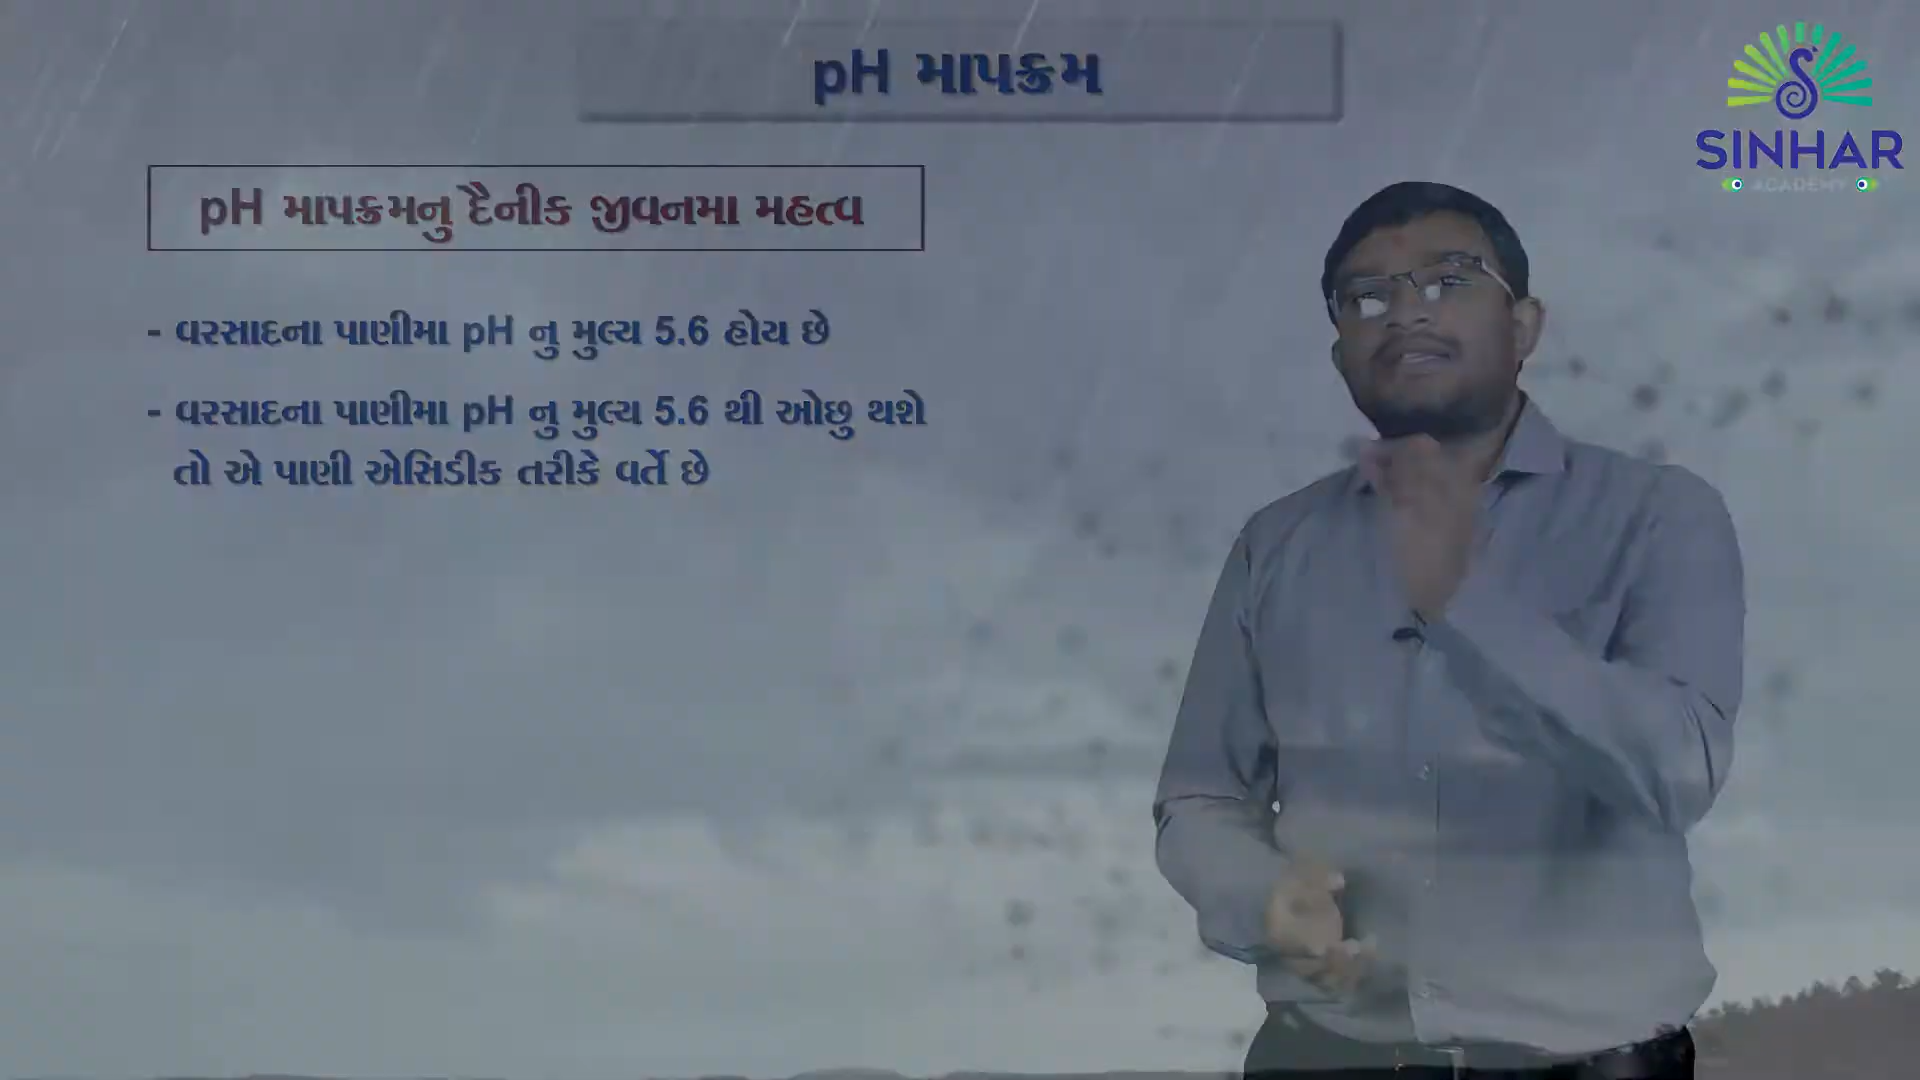 pH માપક્રમ
SINHAR
ACADEMY
pH માપક્રમનુ દૈનીક જીવનમા મહત્વ
- વરસાદના પાણીમા pH નુ મુલ્ય 5.6 હોય છે
- વરસાદના પાણીમા pH નુ મુલ્ય 5.6 થી ઓછુ થશે
તો એ પાણી એસિડીક તરીકે વર્તે છે